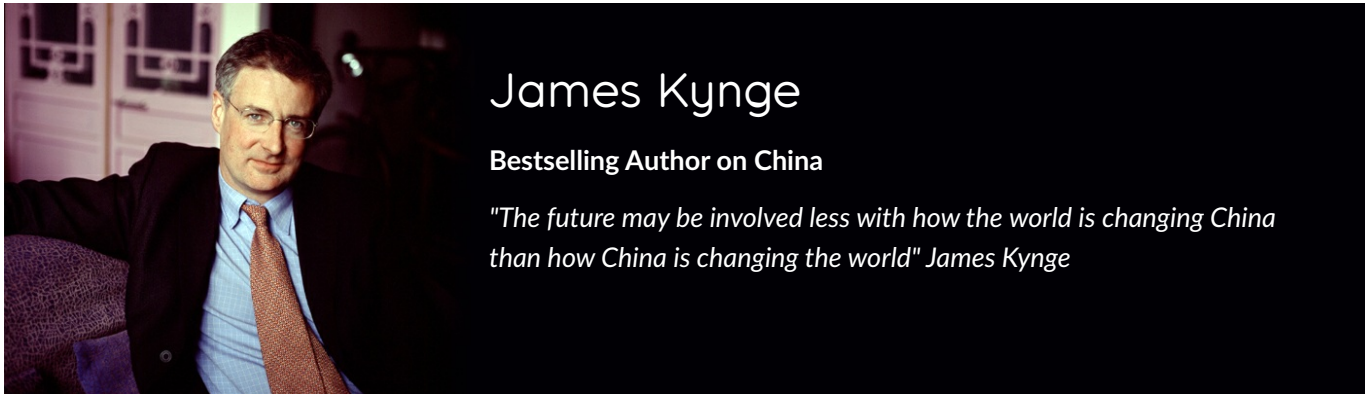 James Kynge
Bestselling Author on China
"The future may be involved less with how the world is changing China
than how China is changing the world" James Kynge